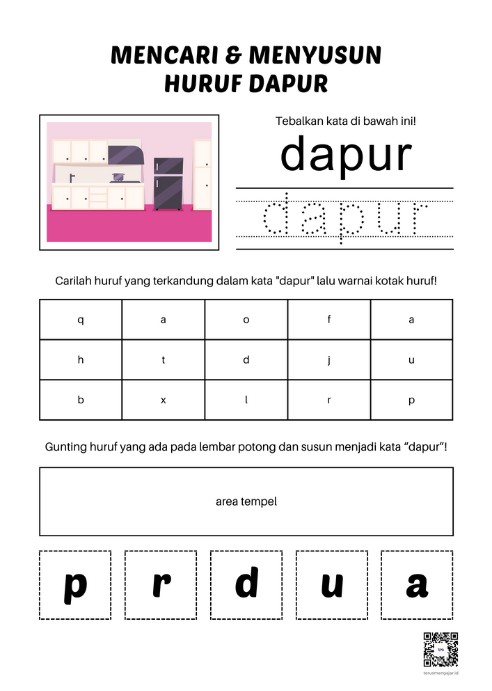 MENCARI & MENYUSUN
HURUF DAPUR
Tebalkan kata di bawah ini!
dapur
dapur
Carilah huruf yang terkandung dalam kata "dapur" lalu warnai kotak huruf!
q a o f a
h t d j u
b x l r p
Gunting huruf yang ada pada lembar potong dan susun menjadi kata “dapur”!
area tempel
p r d u a